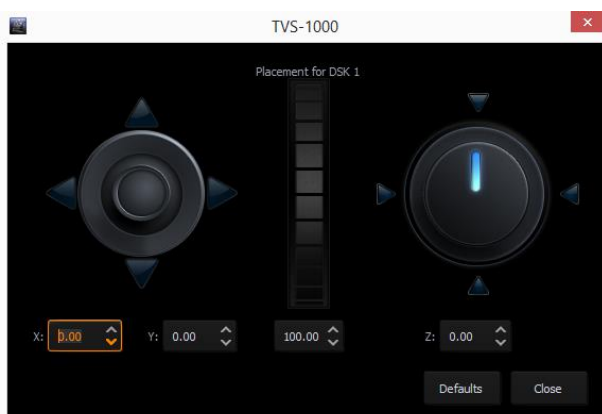 TVS-1000
Placement for DSK 1
X: 0.00 Y: 0.00 100.00 Z: 0.00
Defaults Close